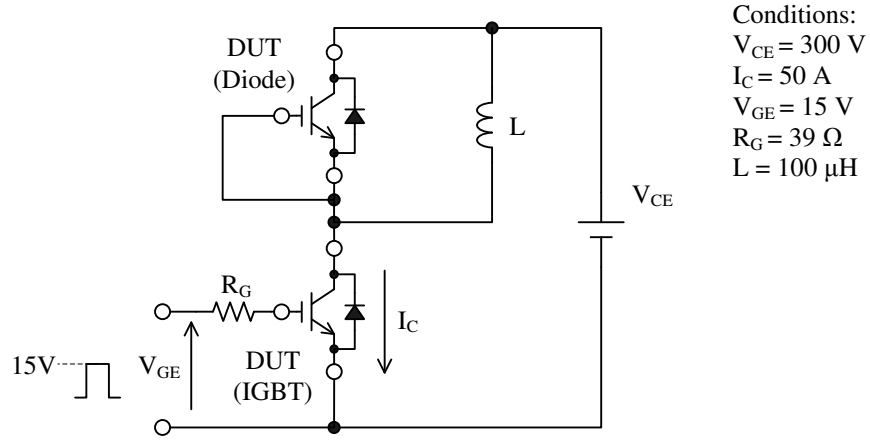 Conditions:
V_CE = 300 V
I_C = 50 A
V_GE = 15 V
R_G = 39 Ω
L = 100 μH
DUT
(Diode)
L
V_CE
R_G
I_C
15V
V_GE
DUT
(IGBT)